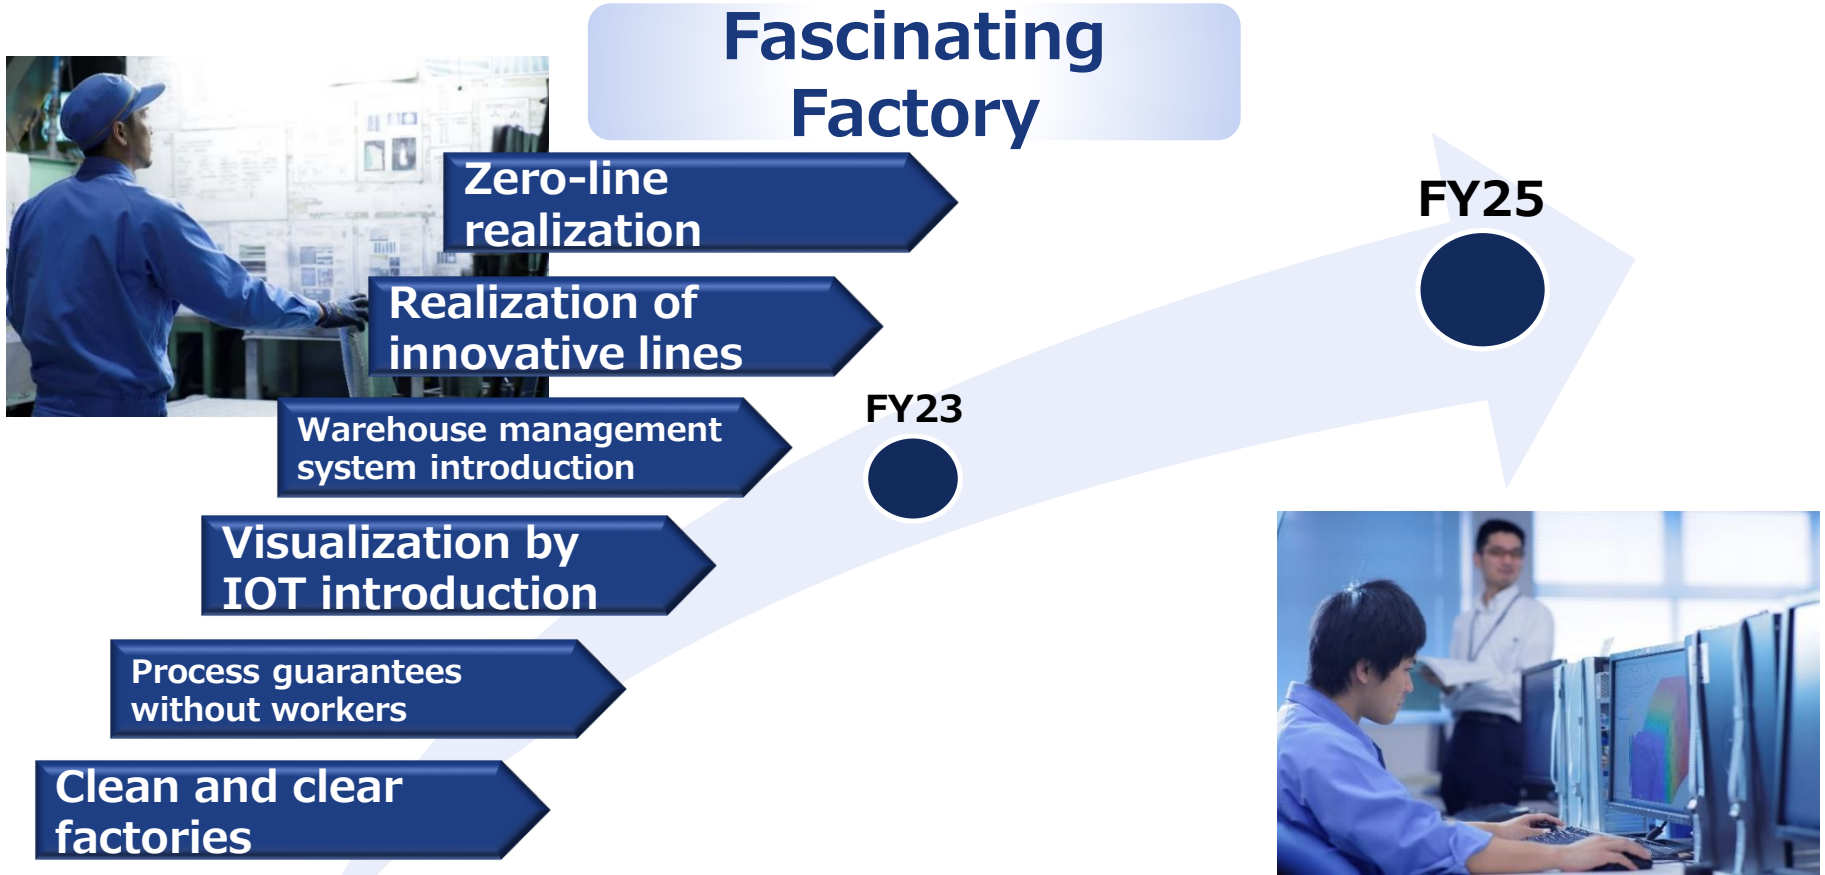 Fascinating
Factory
Zero-line
realization
FY25
Realization of
innovative lines
FY23
Warehouse management
system introduction
Visualization by
IOT introduction
Process guarantees
without workers
Clean and clear
factories